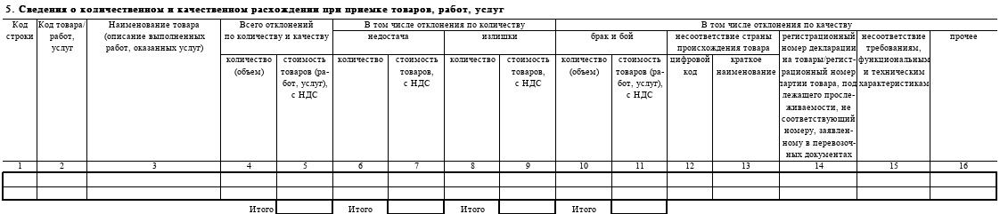 5. Сведения о количественном и качественном расхождении при приемке товаров, работ, услуг
Код строки
Код товара/ работ, услуг
Наименование товара (описание выполненных работ, оказанных услуг)
Всего отклонений по количеству и качеству
В том числе отклонения по количеству
В том числе отклонения по качеству
недостача
излишки
брак и бой
несоответствие страны происхождения товара
регистрационный номер декларации на товары/регист-рационный номер партии товара, под лежащего просле-живаемости, не соответствующий номеру, заявлен-ному в перевозоч-ных документах
несоответствие требованиям, функциональным и техническим характеристикам
прочее
количество (объем)
стоимость товаров (ра-бот, услуг), с НДС
количество
стоимость товаров, с НДС
количество
стоимость товаров, с НДС
количество (объем)
стоимость товаров (ра-бот, услуг), с НДС
цифровой код
краткое наименование
1 2 3 4 5 6 7 8 9 10 11 12 13 14 15 16
Итого Итого Итого Итого